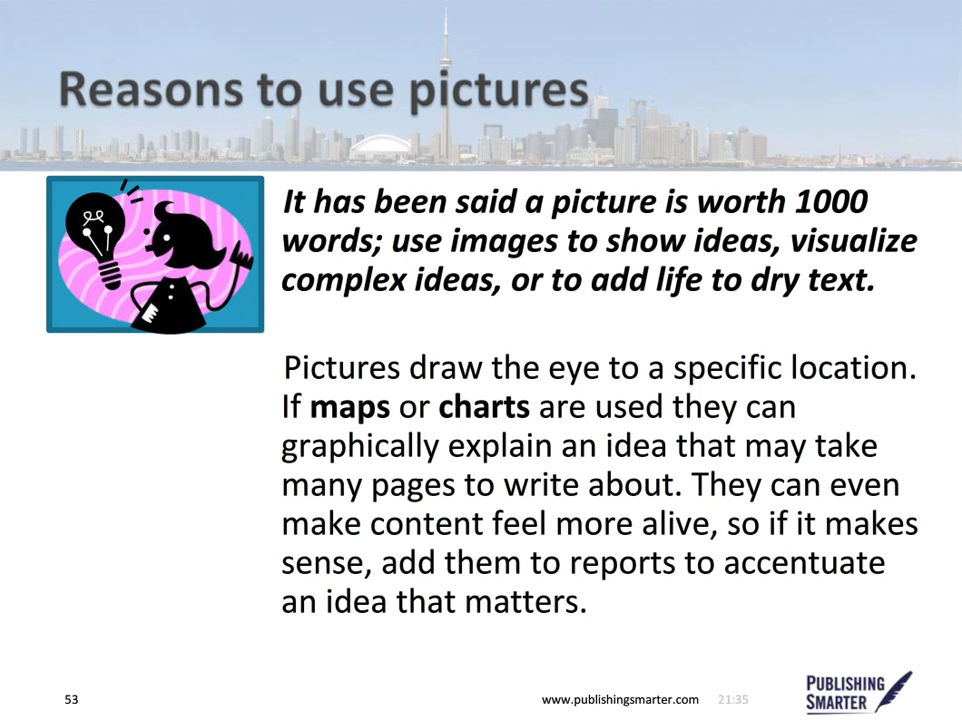 Reasons to use pictures
It has been said a picture is worth 1000
words; use images to show ideas, visualize
complex ideas, or to add life to dry text.
Pictures draw the eye to a specific location.
If maps or charts are used they can
graphically explain an idea that may take
many pages to write about. They can even
make content feel more alive, so if it makes
sense, add them to reports to accentuate
an idea that matters.
53
www.publishingsmarter.com
21:35
PUBLISHING
SMARTER